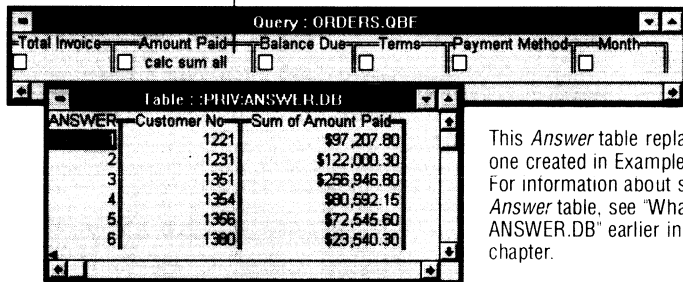 Query : ORDERS.QBF
Total Invoice Amount Paid Balance Due Terms Payment Method Month
calc sum all
Table : :PRIV:ANSWER.DB
ANSWER Customer No Sum of Amount Paid
1 1221 $97,207.80
2 1231 $122,000.30
3 1351 $256,946.80
4 1354 $80,592.15
5 1356 $72,545.60
6 1380 $23,540.30
This Answer table repla
one created in Example
For information about s
Answer table, see "Wha
ANSWER.DB" earlier in
chapter.